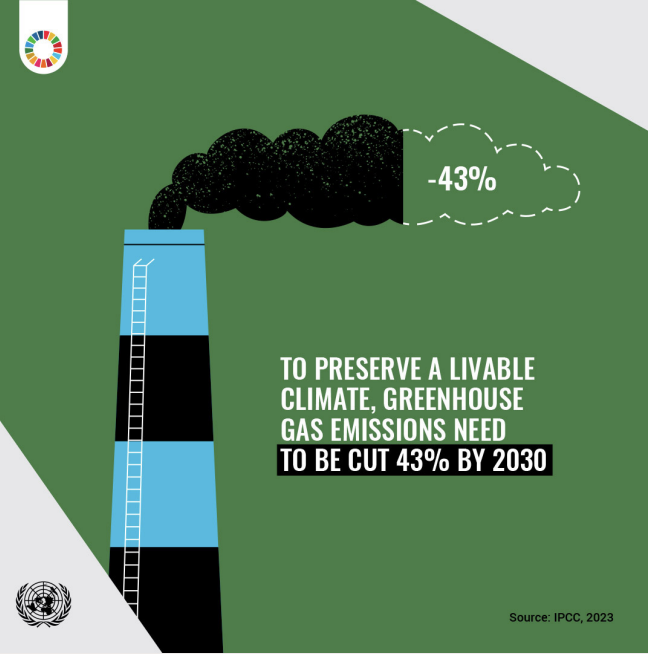 -43%
TO PRESERVE A LIVABLE
CLIMATE, GREENHOUSE
GAS EMISSIONS NEED
TO BE CUT 43% BY 2030
Source: IPCC, 2023